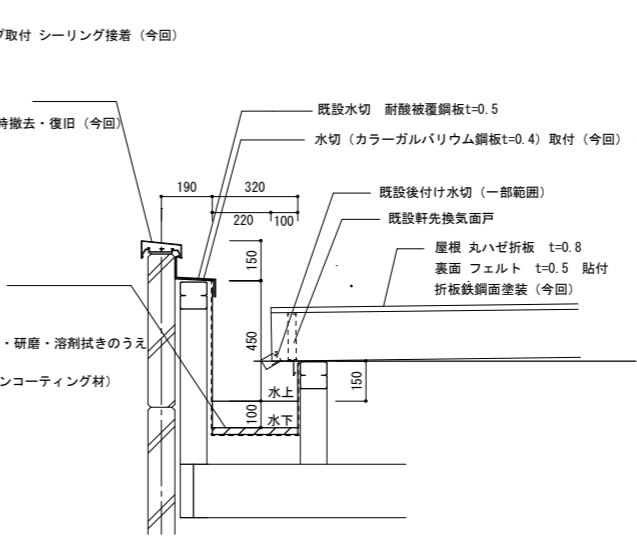 取付 シーリング接着（今回）
時撤去・復旧（今回）
既設水切　耐酸被覆鋼板t=0.5
水切（カラーガルバリウム鋼板t=0.4）取付（今回）
既設後付け水切（一部範囲）
既設軒先換気面戸
屋根 丸ハゼ折板　t=0.8
裏面 フェルト　t=0.5　貼付
折板鉄鋼面塗装（今回）
190
320
220
100
150
450
100
150
水上
水下
・研磨・溶剤拭きのうえ
ンコーティング材）